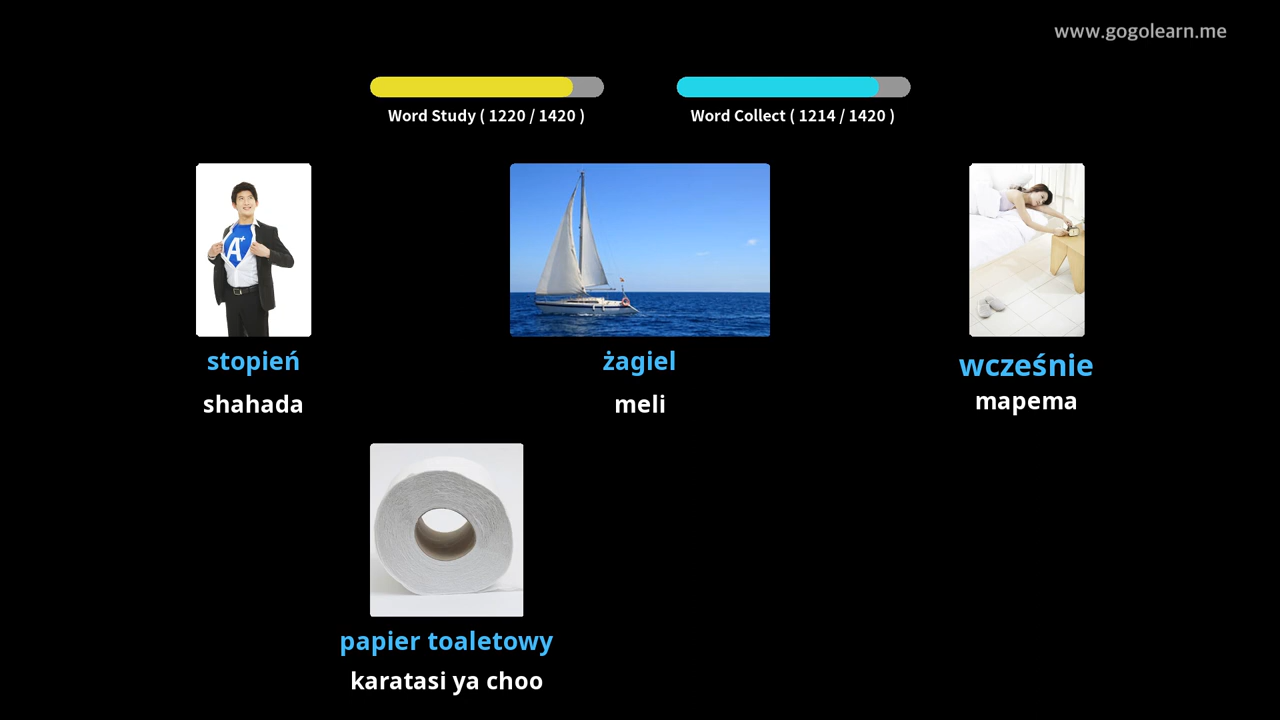 www.gogolearn.me
Word Study ( 1220 / 1420 )
Word Collect ( 1214 / 1420 )
A+
stopień
żagiel
wcześnie
shahada
meli
mapema
papier toaletowy
karatasi ya choo